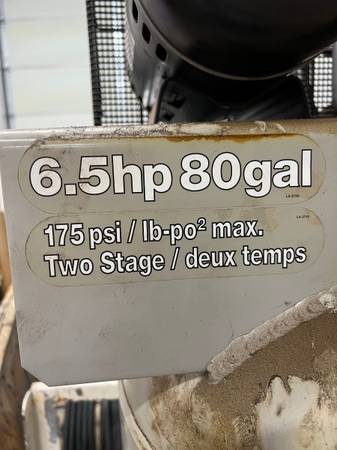 6.5hp 80gal
175 psi / lb-po² max.
Two Stage / deux temps